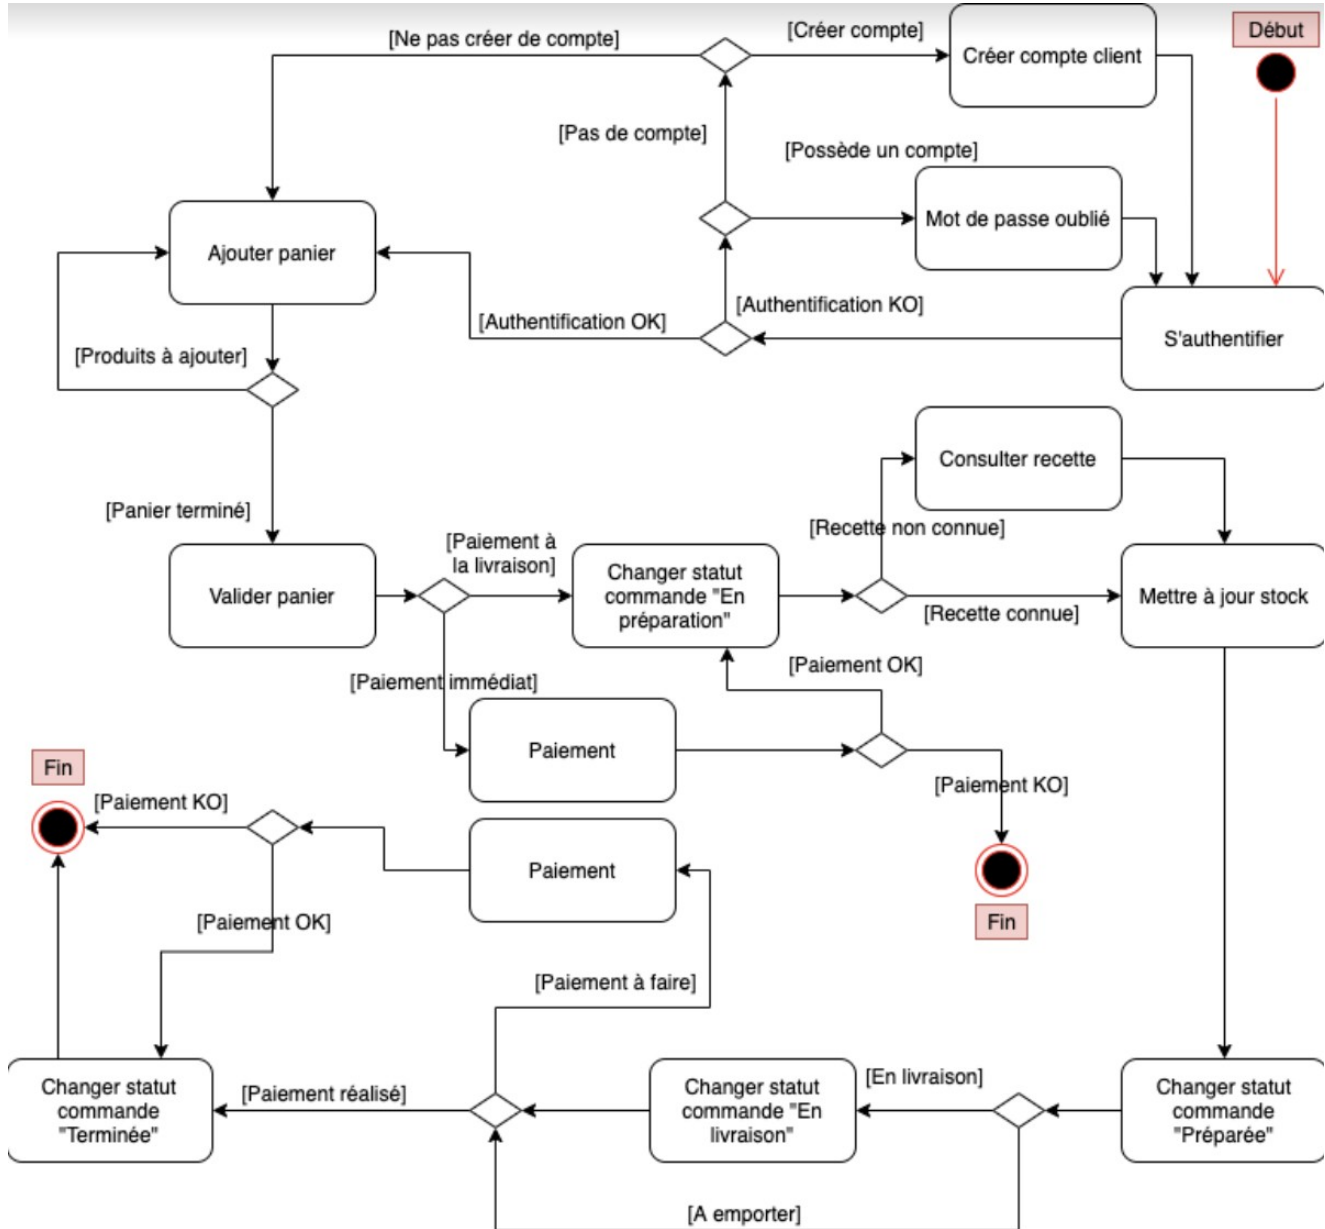 [Ne pas créer de compte]
[Créer compte]
Créer compte client
Début
[Pas de compte]
[Possède un compte]
Mot de passe oublié
Ajouter panier
[Authentification OK]
[Authentification KO]
S'authentifier
[Produits à ajouter]
Consulter recette
[Panier terminé]
[Recette non connue]
Valider panier
[Paiement à
la livraison]
Changer statut
commande "En
préparation"
[Recette connue]
Mettre à jour stock
[Paiement immédiat]
[Paiement OK]
Paiement
[Paiement KO]
Fin
Fin
[Paiement KO]
Paiement
[Paiement OK]
[Paiement à faire]
Changer statut
commande
"Terminée"
[Paiement réalisé]
Changer statut
commande "En
livraison"
[En livraison]
Changer statut
commande
"Préparée"
[A emporter]